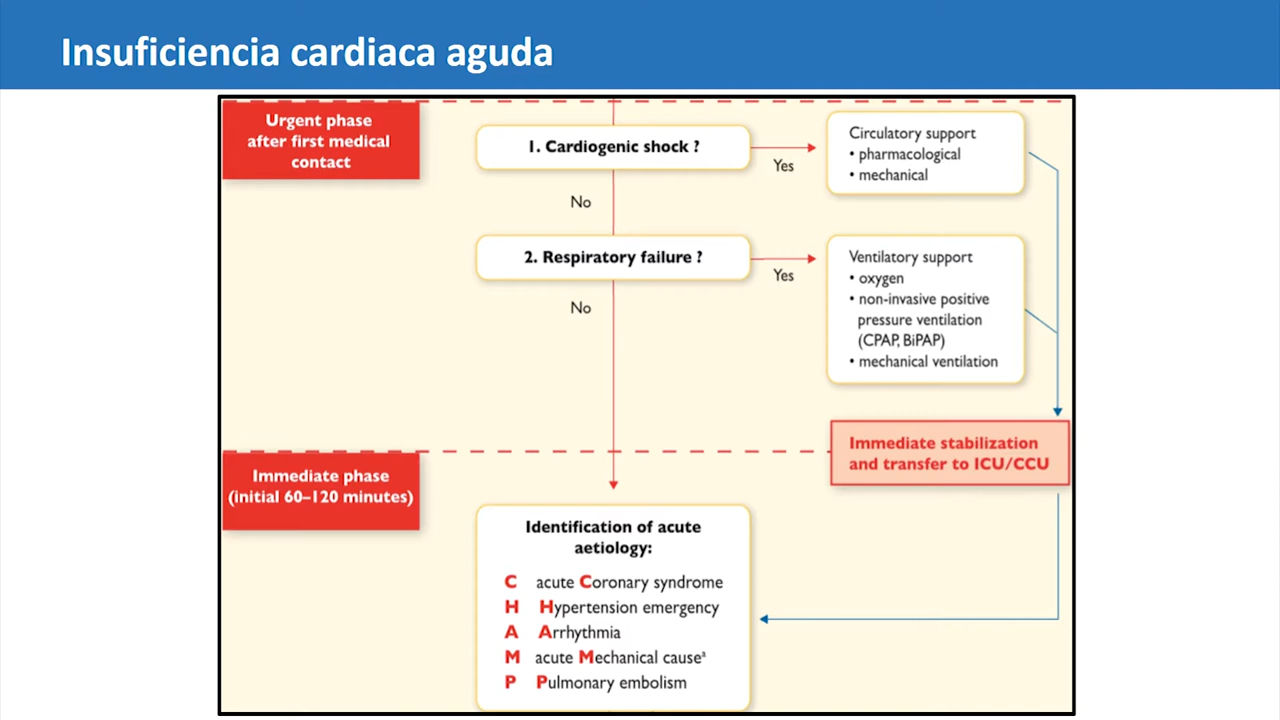 Insuficiencia cardiaca aguda
Urgent phase
after first medical
contact
1. Cardiogenic shock ?
Yes
No
Circulatory support
• pharmacological
• mechanical
2. Respiratory failure ?
Yes
No
Ventilatory support
• oxygen
• non-invasive positive
pressure ventilation
(CPAP, BiPAP)
• mechanical ventilation
Immediate stabilization
and transfer to ICU/CCU
Immediate phase
(initial 60–120 minutes)
Identification of acute
aetiology:
C acute Coronary syndrome
H Hypertension emergency
A Arrhythmia
M acute Mechanical causeᵃ
P Pulmonary embolism